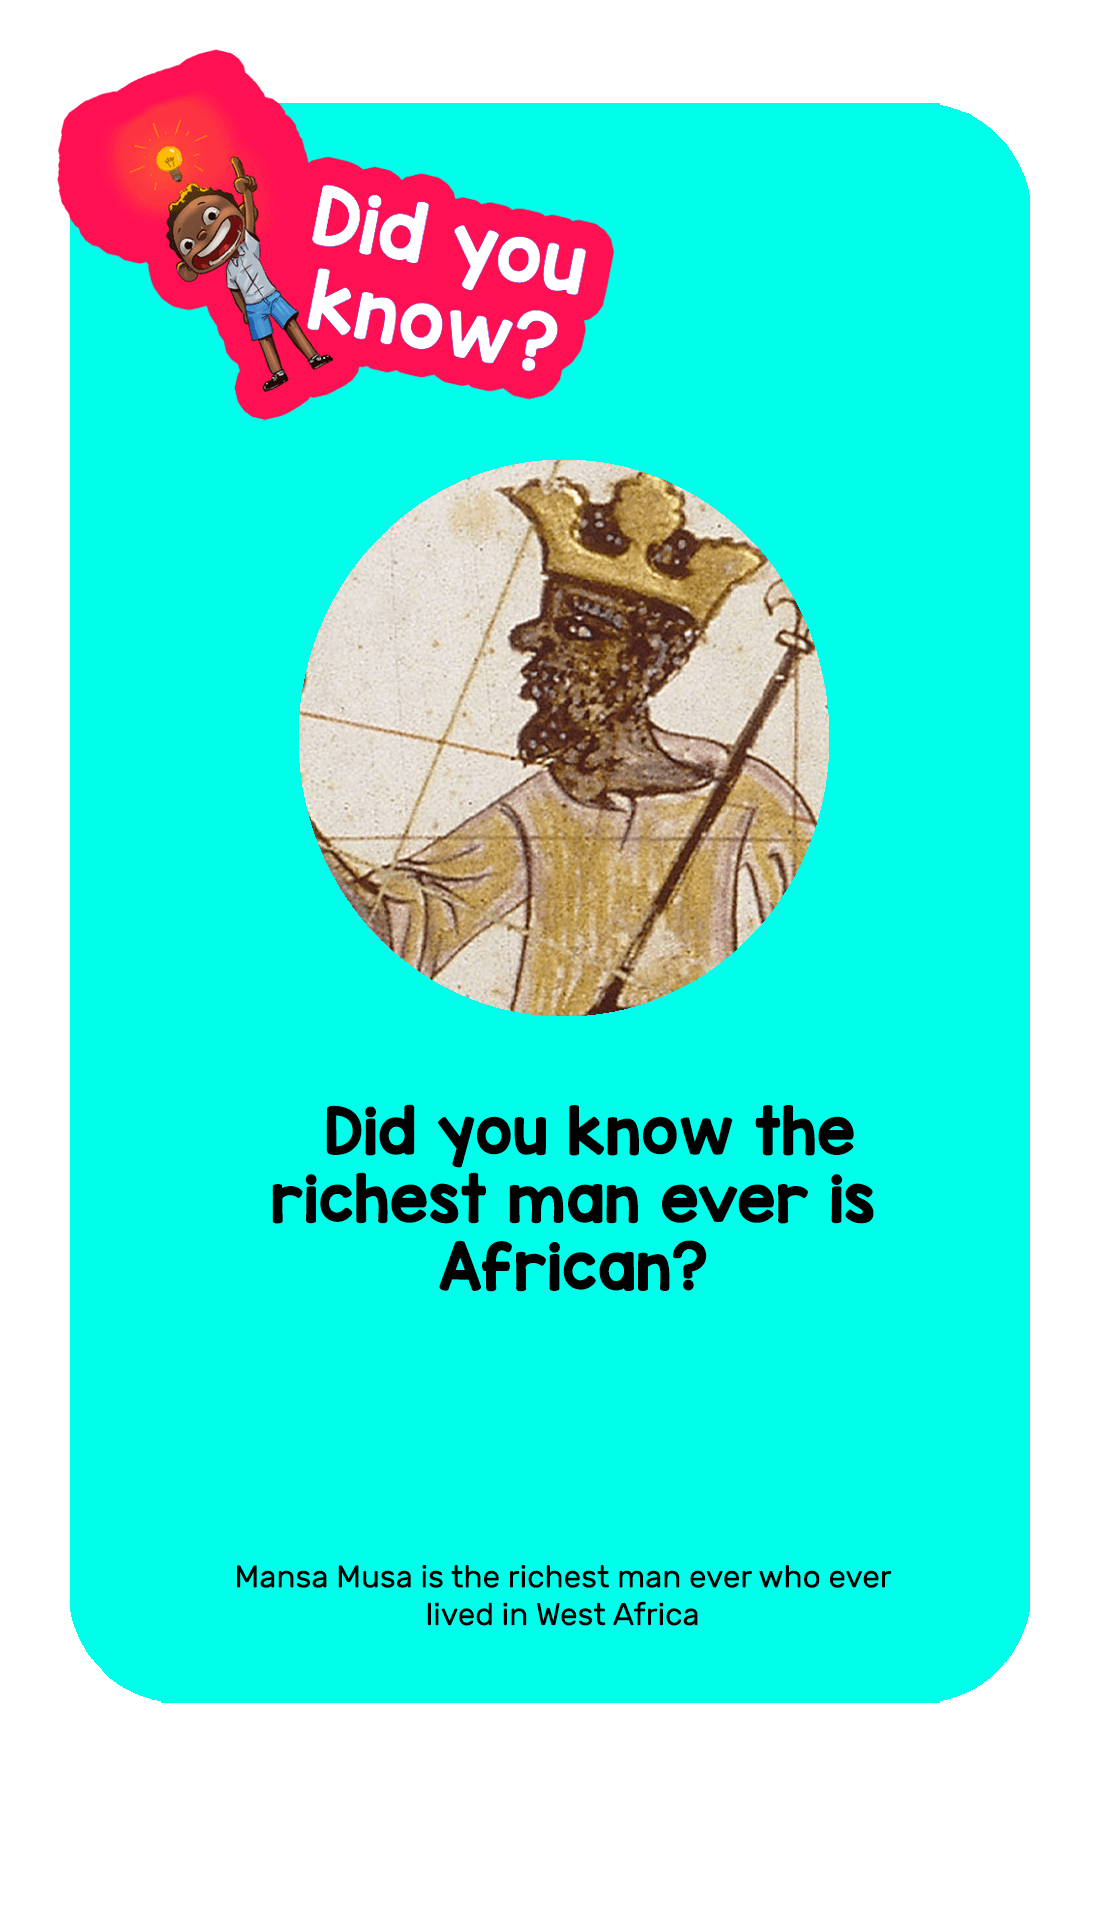 Did you
know?
Did you know the
richest man ever is
African?
Mansa Musa is the richest man ever who ever
lived in West Africa